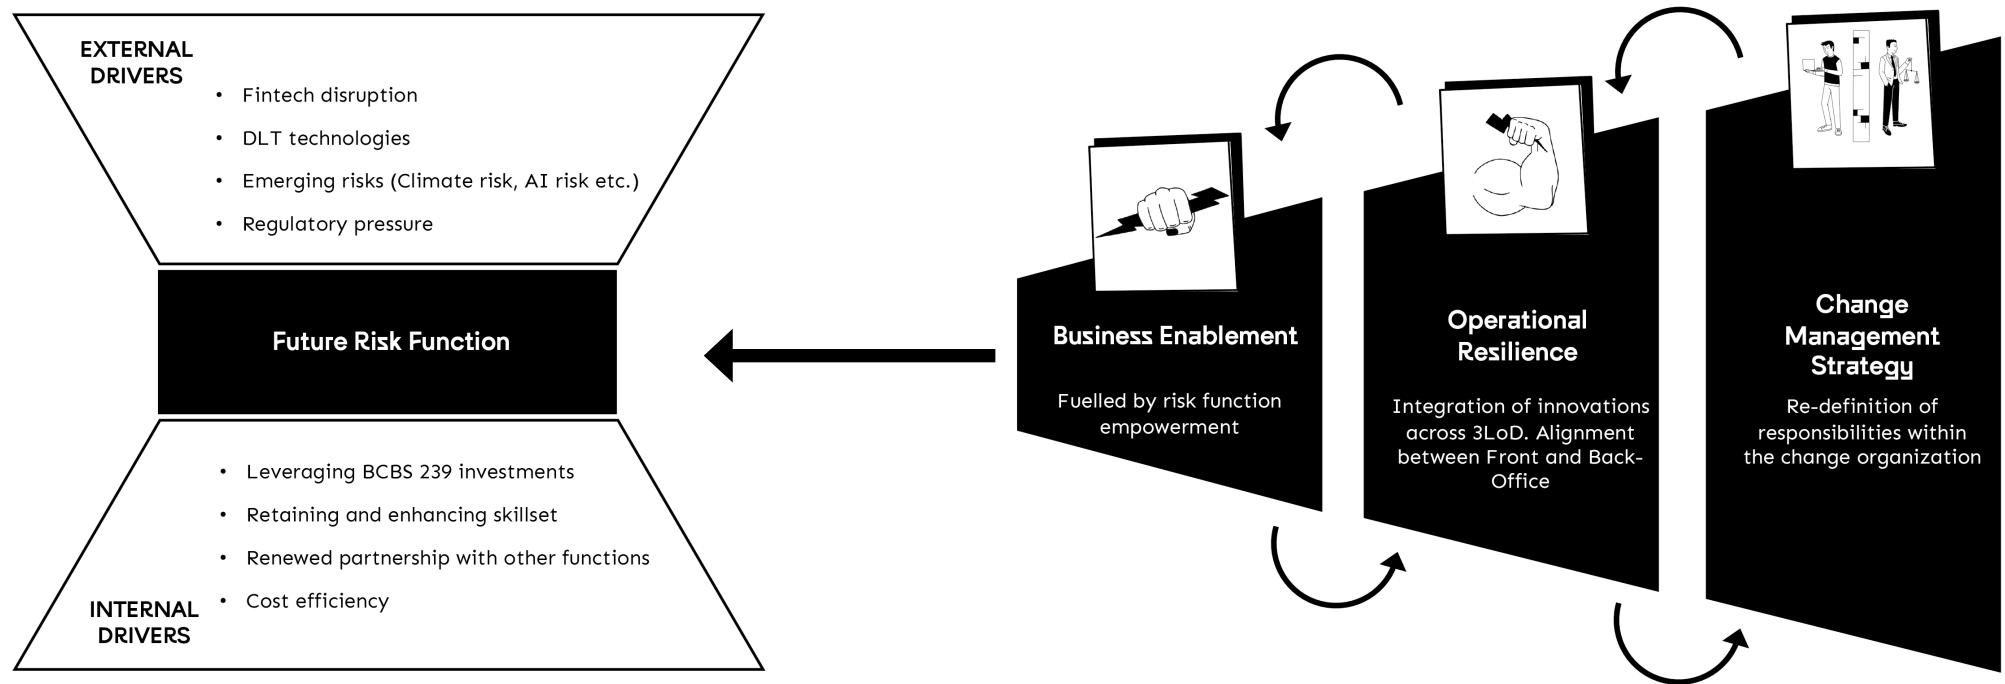 EXTERNAL
DRIVERS
• Fintech disruption
• DLT technologies
• Emerging risks (Climate risk, AI risk etc.)
• Regulatory pressure
Future Risk Function
• Leveraging BCBS 239 investments
• Retaining and enhancing skillset
• Renewed partnership with other functions
• Cost efficiency
INTERNAL
DRIVERS
Business Enablement
Fuelled by risk function
empowerment
Operational
Resilience
Integration of innovations
across 3LoD. Alignment
between Front and Back-
Office
Change
Management
Strategy
Re-definition of
responsibilities within
the change organization